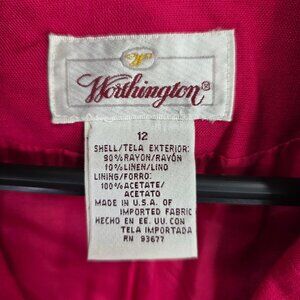 Worthington®
12
SHELL/TELA EXTERIOR:
90%RAYON/RAYÓN
10%LINEN/LINO
LINING/FORRO:
100%ACETATE/
ACETATO
MADE IN U.S.A. OF
IMPORTED FABRIC
HECHO EN EE. UU. CON
TELA IMPORTADA
RN 93677